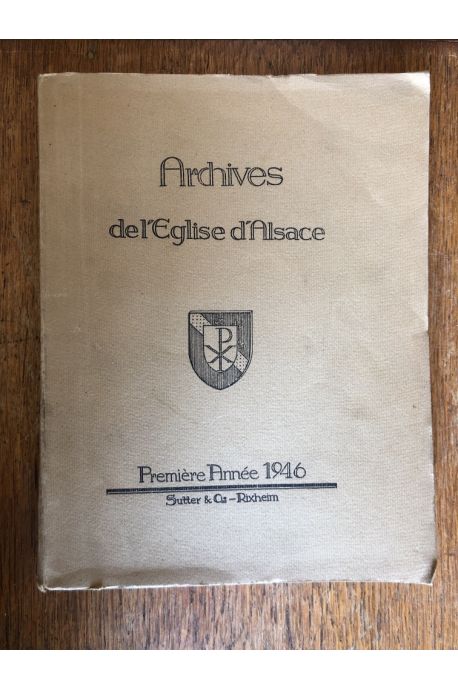 Archives
de l'Eglise d'Alsace
Première Année 1946
Sutter & Cie - Rixheim